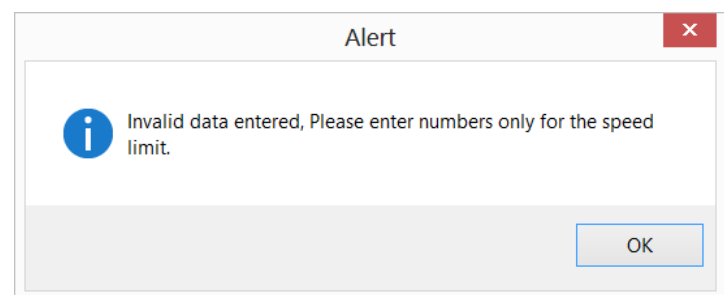 Alert
Invalid data entered, Please enter numbers only for the speed
limit.
OK